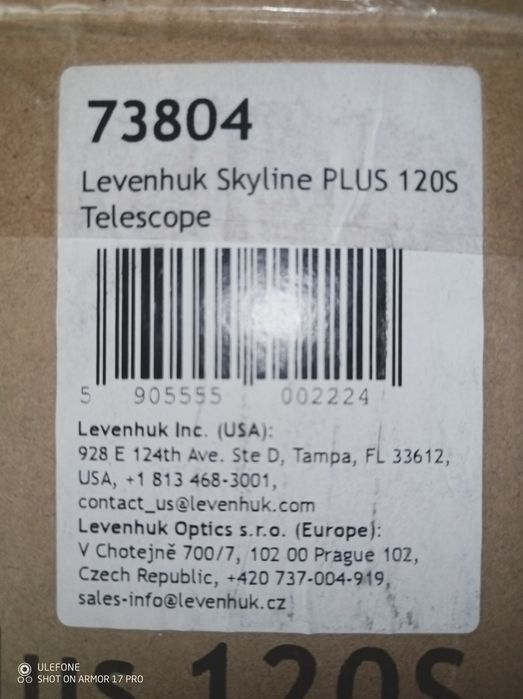 73804
Levenhuk Skyline PLUS 120S
Telescope
5 905555 002224
Levenhuk Inc. (USA):
928 E 124th Ave. Ste D, Tampa, FL 33612,
USA, +1 813 468-3001,
contact_us@levenhuk.com
Levenhuk Optics s.r.o. (Europe):
V Chotejně 700/7, 102 00 Prague 102,
Czech Republic, +420 737-004-919,
sales-info@levenhuk.cz
us 120S
ULEFONE
SHOT ON ARMOR 17 PRO